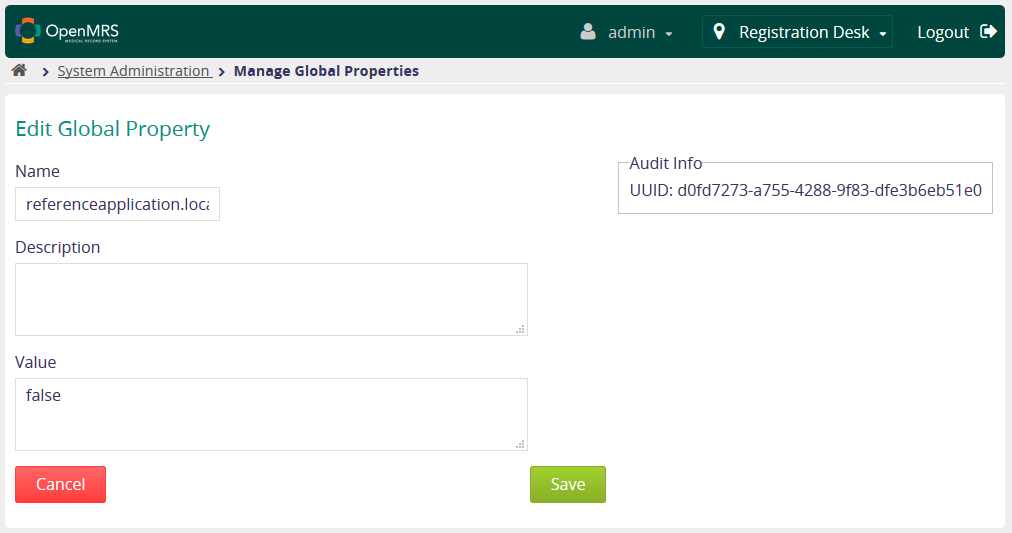 OpenMRS
MEDICAL RECORD SYSTEM
admin
Registration Desk
Logout
System Administration
Manage Global Properties
Edit Global Property
Name
referenceapplication.loca
Description
Value
false
Cancel
Save
Audit Info
UUID: d0fd7273-a755-4288-9f83-dfe3b6eb51e0